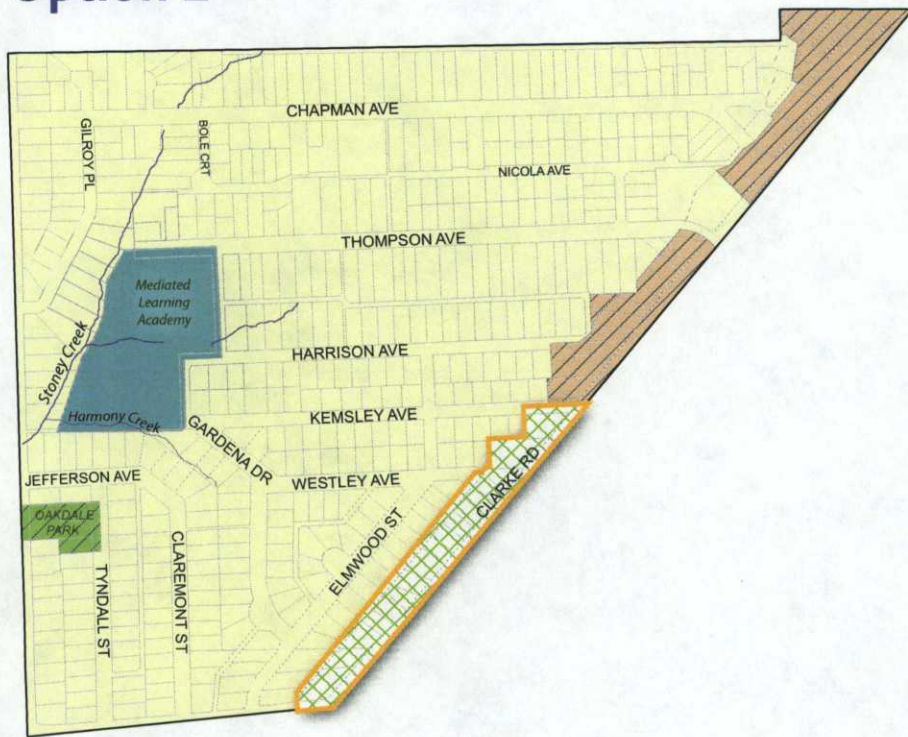 CHAPMAN AVE
GILROY PL
BOLE CRT
NICOLA AVE
THOMPSON AVE
Mediated
Learning
Academy
HARRISON AVE
Stoney Creek
KEMSLEY AVE
Harmony Creek
GARDENA DR
JEFFERSON AVE
WESTLEY AVE
CLARKE RD
OAKDALE
PARK
ELMWOOD ST
CLAREMONT ST
TYNDALL ST